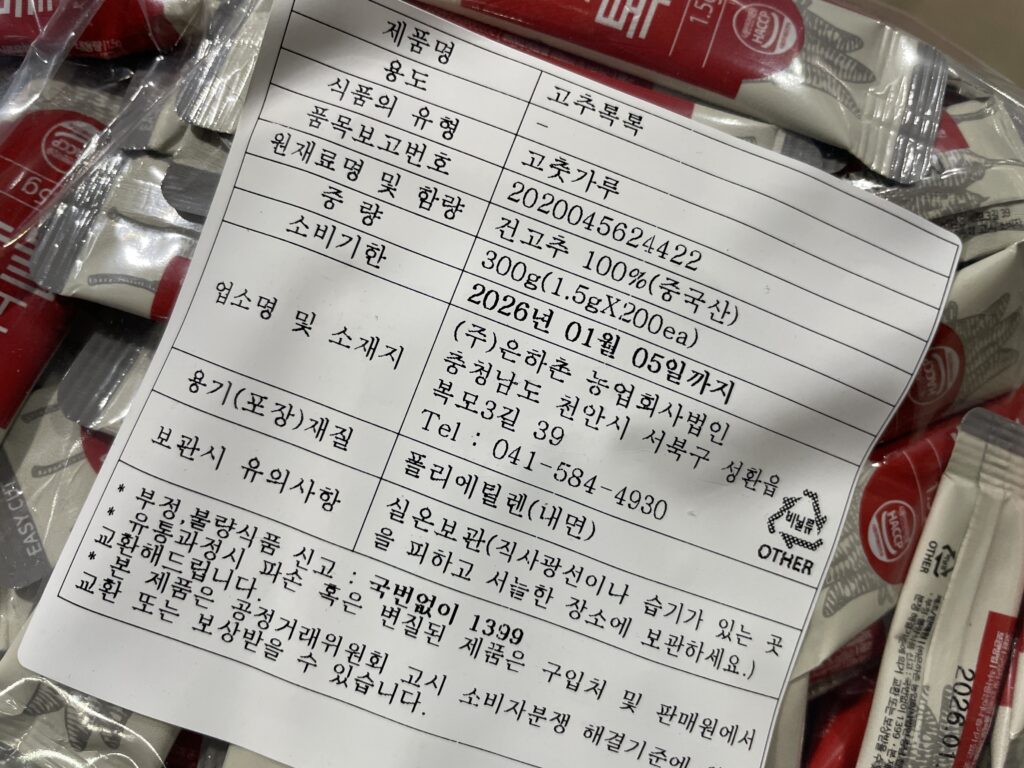 제품명
고추톡톡
용도
-
식품의 유형
고춧가루
품목보고번호
2020045624422
원재료명 및 함량
건고추 100%(중국산)
중 량
300g(1.5gX200ea)
소비기한
2026년 01월 05일까지
업소명 및 소재지
(주)은하촌 농업회사법인
충청남도 천안시 서북구 성환읍
복모3길 39
Tel : 041-584-4930
용기(포장)재질
폴리에틸렌(내면)
비닐류
OTHER
보관시 유의사항
실온보관(직사광선이나 습기가 있는 곳
을 피하고 서늘한 장소에 보관하세요.)
* 부정,불량식품 신고 : 국번없이 1399
* 유통과정시 파손 혹은 변질된 제품은 구입처 및 판매원에서
교환해드립니다.
* 본 제품은 공정거래위원회 고시 소비자분쟁 해결기준에
교환 또는 보상받을 수 있습니다.
1.5g
HACCP
HACCP
HACCP
OTHER
EASY CUT